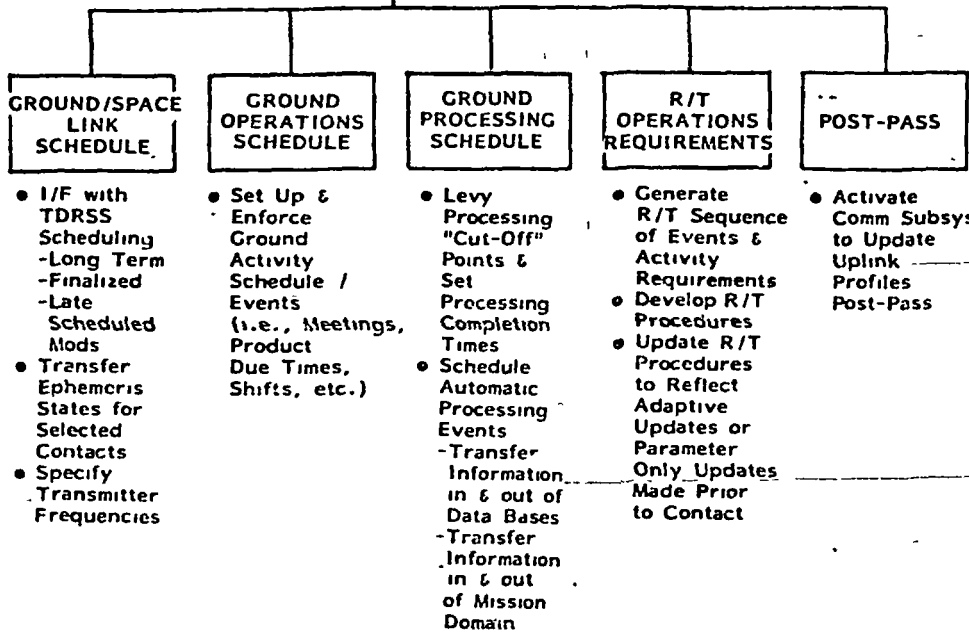 GROUND/SPACE
LINK
SCHEDULE
GROUND
OPERATIONS
SCHEDULE
GROUND
PROCESSING
SCHEDULE
R/T
OPERATIONS
REQUIREMENTS
POST-PASS
● I/F with
TDRSS
Scheduling
-Long Term
-Finalized
-Late
Scheduled
Mods
● Transfer
Ephemeris
States for
Selected
Contacts
● Specify
Transmitter
Frequencies
● Set Up &
Enforce
Ground
Activity
Schedule /
Events
(i.e., Meetings,
Product
Due Times,
Shifts, etc.)
● Levy
Processing
"Cut-Off"
Points &
Set
Processing
Completion
Times
● Schedule
Automatic
Processing
Events
-Transfer
Information
in & out of
Data Bases
-Transfer
Information
in & out
of Mission
Domain
● Generate
R/T Sequence
of Events &
Activity
Requirements
● Develop R/T
Procedures
● Update R/T
Procedures
to Reflect
Adaptive
Updates or
Parameter
Only Updates
Made Prior
to Contact
● Activate
Comm Subsys
to Update
Uplink
Profiles
Post-Pass